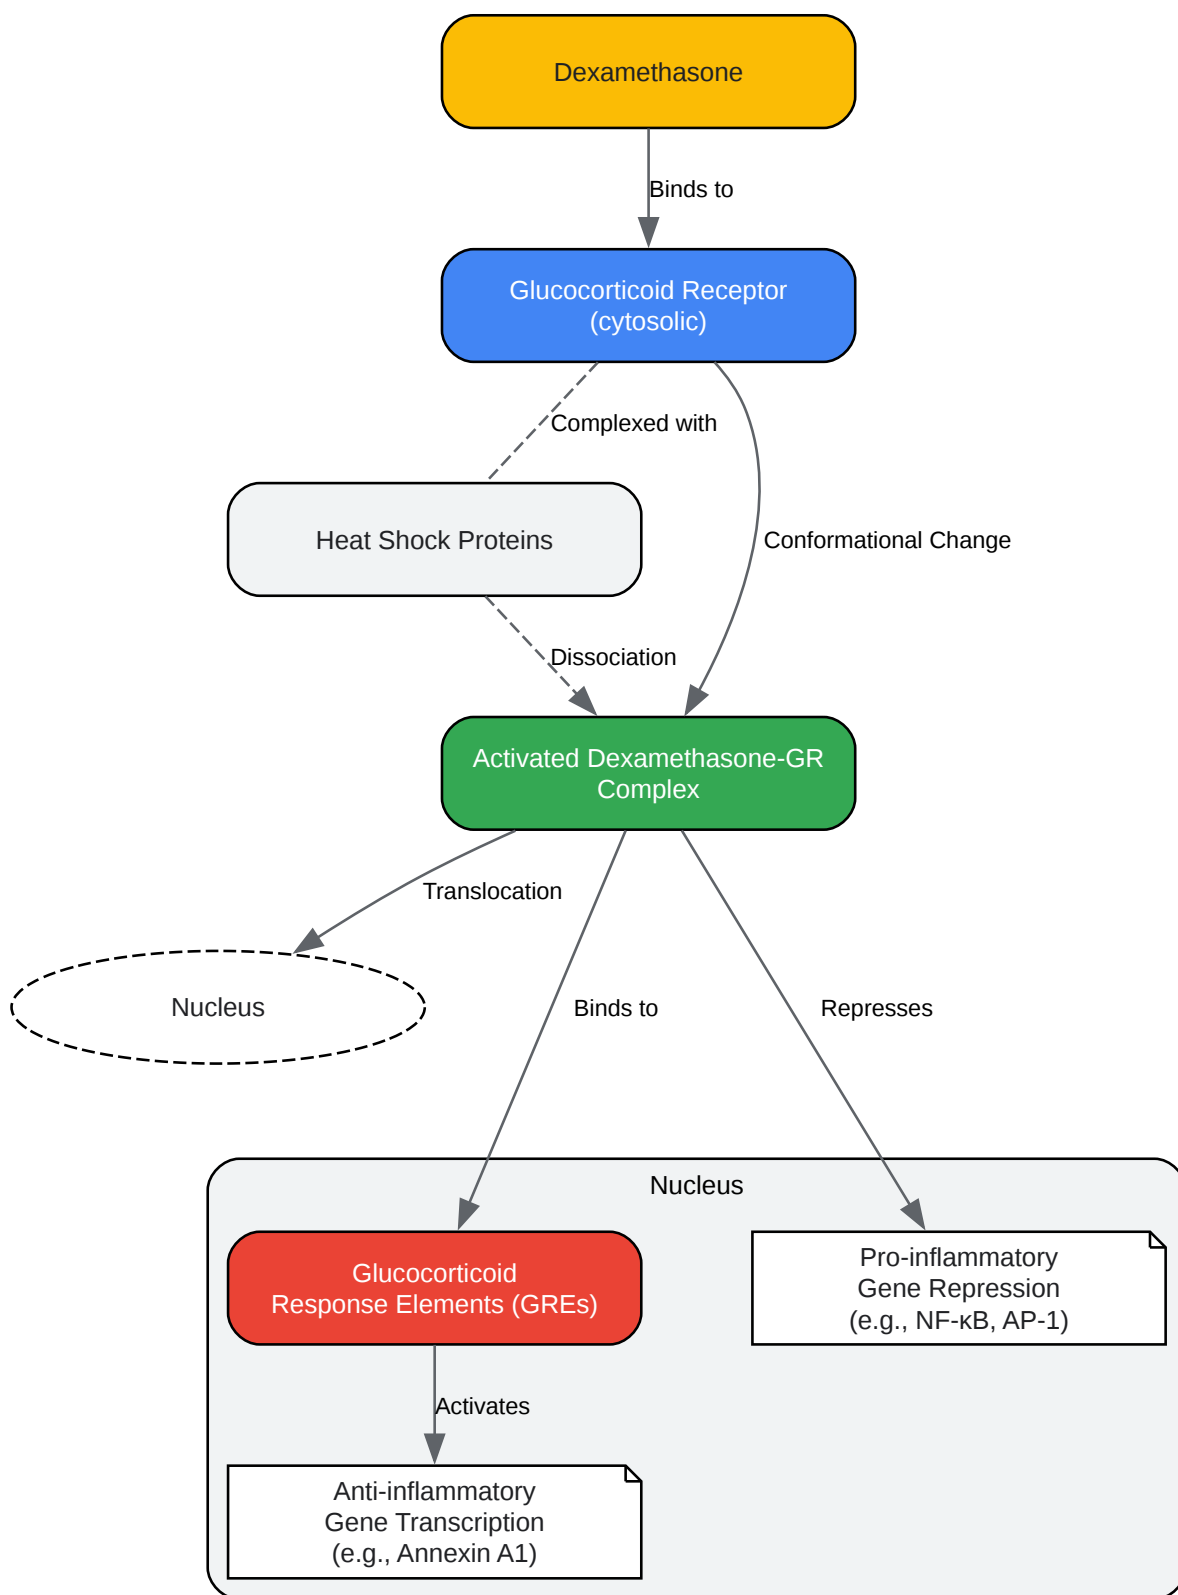 Dexamethasone
Binds to
Glucocorticoid Receptor
(cytosolic)
Complexed with
Heat Shock Proteins
Conformational Change
Dissociation
Activated Dexamethasone-GR
Complex
Translocation
Nucleus
Binds to
Represses
Nucleus
Glucocorticoid
Response Elements (GREs)
Pro-inflammatory
Gene Repression
(e.g., NF-κB, AP-1)
Activates
Anti-inflammatory
Gene Transcription
(e.g., Annexin A1)